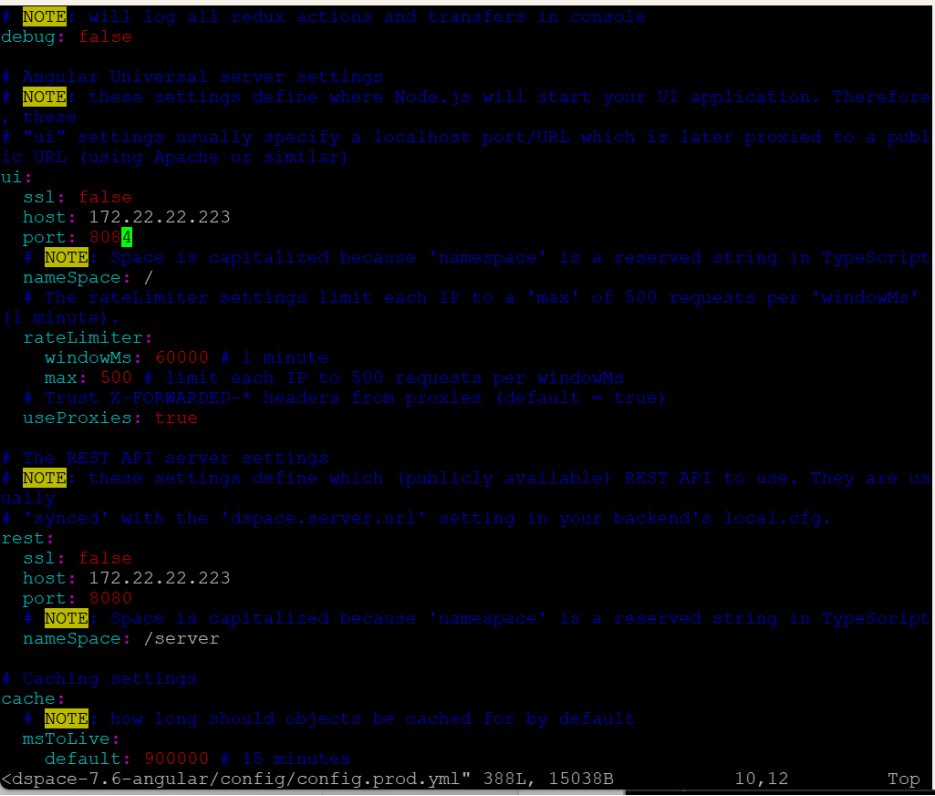 # NOTE: will log all redux actions and transfers in console
debug: false
# Angular Universal server settings
# NOTE: these settings define where Node.js will start your UI application. Therefore
, these
# "ui" settings usually specify a localhost port/URL which is later proxied to a publ
ic URL (using Apache or similar)
ui:
  ssl: false
  host: 172.22.22.223
  port: 8084
  # NOTE: Space is capitalized because 'namespace' is a reserved string in TypeScript
  nameSpace: /
  # The rateLimiter settings limit each IP to a 'max' of 500 requests per 'windowMs'
(1 minute).
  rateLimiter:
    windowMs: 60000 # 1 minute
    max: 500 # limit each IP to 500 requests per windowMs
  # Trust X-FORWARDED-* headers from proxies (default = true)
  useProxies: true
# The REST API server settings
# NOTE: these settings define which (publicly available) REST API to use. They are us
ually
# 'synced' with the 'dspace.server.url' setting in your backend's local.cfg.
rest:
  ssl: false
  host: 172.22.22.223
  port: 8080
  # NOTE: Space is capitalized because 'namespace' is a reserved string in TypeScript
  nameSpace: /server
# Caching settings
cache:
  # NOTE: how long should objects be cached for by default
  msToLive:
    default: 900000 # 15 minutes
<dspace-7.6-angular/config/config.prod.yml" 388L, 15038B 10,12 Top